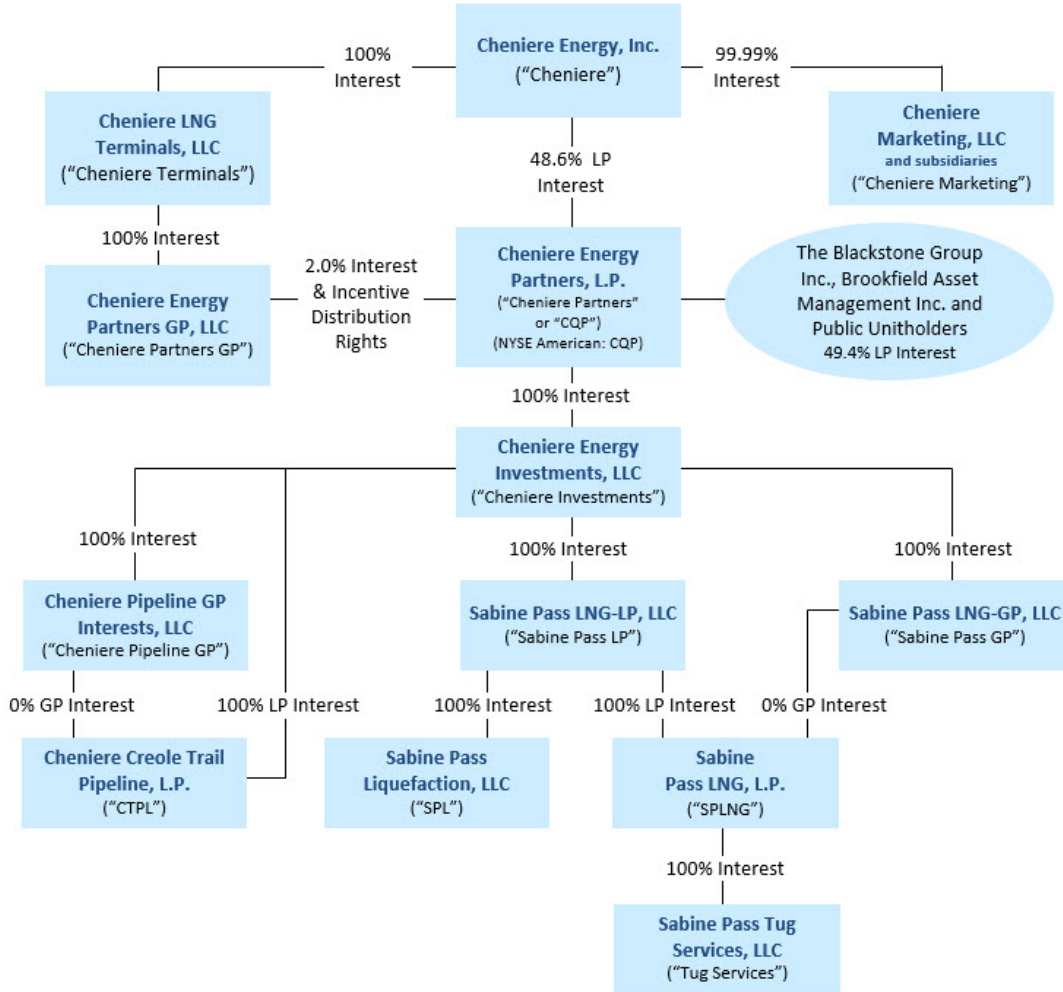 Cheniere Energy, Inc.
(“Cheniere”)
100%
Interest
99.99%
Interest
Cheniere LNG
Terminals, LLC
(“Cheniere Terminals”)
48.6% LP
Interest
Cheniere
Marketing, LLC
and subsidiaries
(“Cheniere Marketing”)
100% Interest
Cheniere Energy
Partners GP, LLC
(“Cheniere Partners GP”)
2.0% Interest
& Incentive
Distribution
Rights
Cheniere Energy
Partners, L.P.
(“Cheniere Partners”
or “CQP”)
(NYSE American: CQP)
The Blackstone Group
Inc., Brookfield Asset
Management Inc. and
Public Unitholders
49.4% LP Interest
100% Interest
Cheniere Energy
Investments, LLC
(“Cheniere Investments”)
100% Interest
100% Interest
100% Interest
Cheniere Pipeline GP
Interests, LLC
(“Cheniere Pipeline GP”)
Sabine Pass LNG-LP, LLC
(“Sabine Pass LP”)
Sabine Pass LNG-GP, LLC
(“Sabine Pass GP”)
0% GP Interest
100% LP Interest
100% Interest
100% LP Interest
0% GP Interest
Cheniere Creole Trail
Pipeline, L.P.
(“CTPL”)
Sabine Pass
Liquefaction, LLC
(“SPL”)
Sabine
Pass LNG, L.P.
(“SPLNG”)
100% Interest
Sabine Pass Tug
Services, LLC
(“Tug Services”)